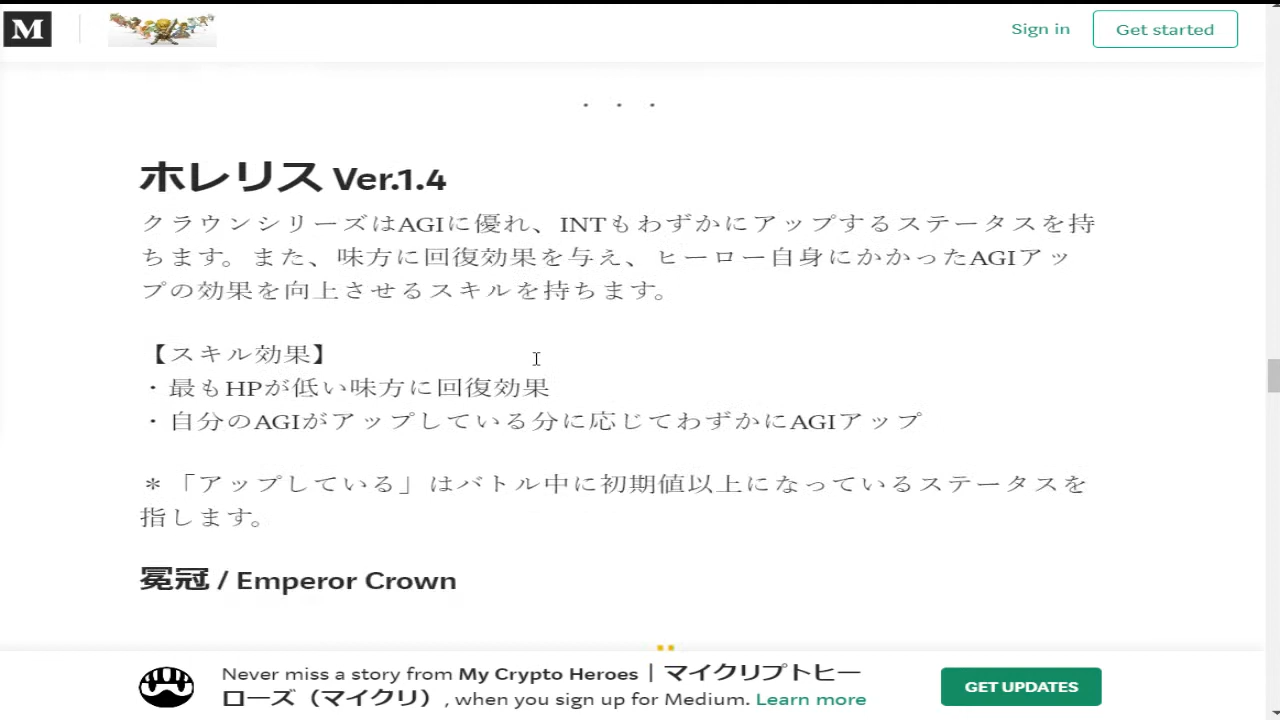 M
Sign in
Get started
. . .
ホレリス Ver.1.4
クラウンシリーズはAGIに優れ、INTもわずかにアップするステータスを持
ちます。また、味方に回復効果を与え、ヒーロー自身にかかったAGIアッ
プの効果を向上させるスキルを持ちます。
【スキル効果】
・最もHPが低い味方に回復効果
・自分のAGIがアップしている分に応じてわずかにAGIアップ
＊「アップしている」はバトル中に初期値以上になっているステータスを
指します。
冕冠 / Emperor Crown
Never miss a story from My Crypto Heroes｜マイクリプトヒー
ローズ（マイクリ）, when you sign up for Medium. Learn more
GET UPDATES